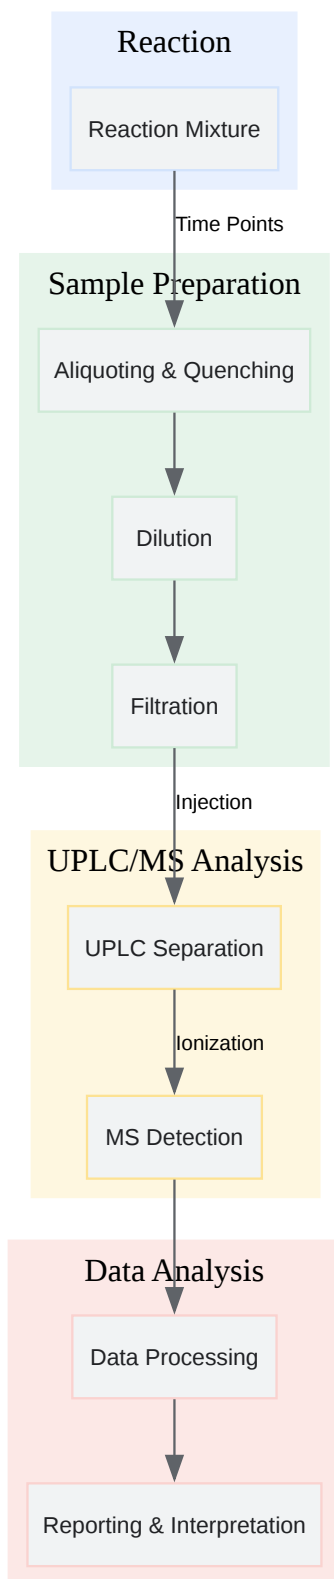 Reaction
Reaction Mixture
Time Points
Sample Preparation
Aliquoting & Quenching
Dilution
Filtration
Injection
UPLC/MS Analysis
UPLC Separation
Ionization
MS Detection
Data Analysis
Data Processing
Reporting & Interpretation